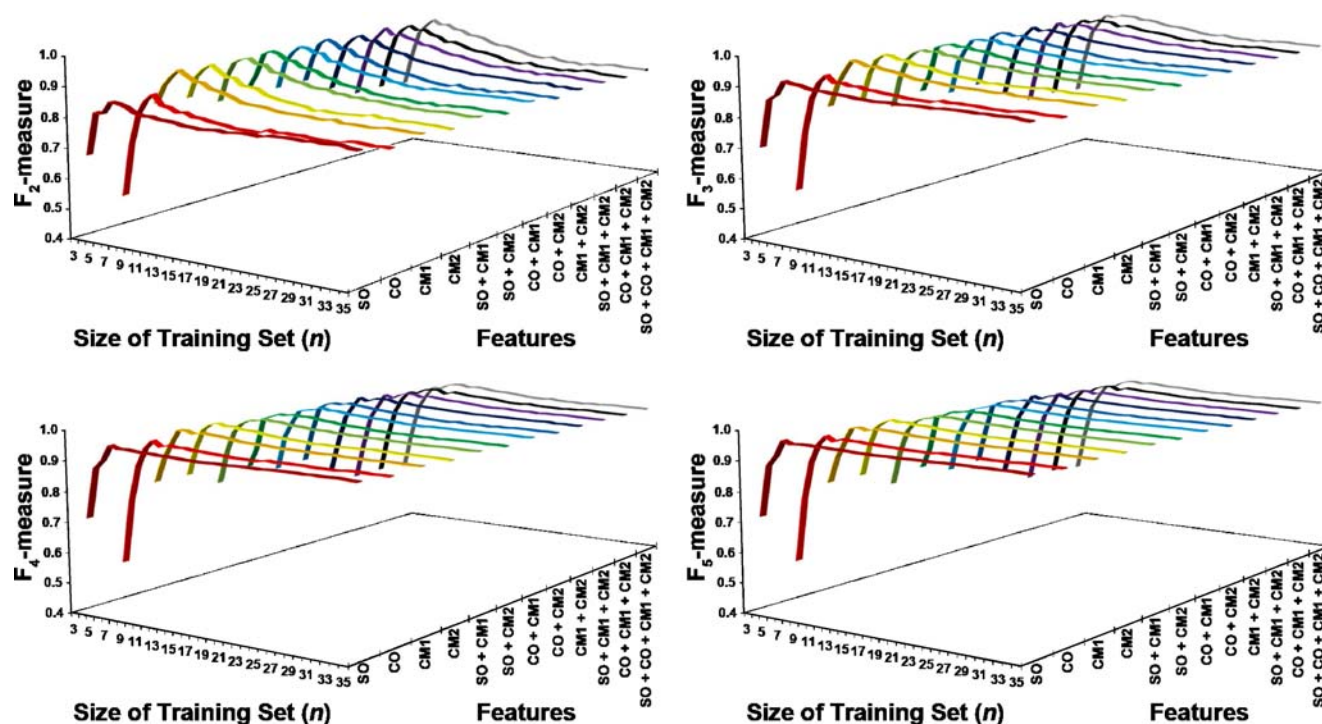 1.0
0.9
0.8
0.7
0.6
0.5
0.4
F2-measure
3 5 7 9 11 13 15 17 19 21 23 25 27 29 31 33 35
SO
CO
CM1
CM2
SO + CM1
SO + CM2
CO + CM1
CO + CM2
CM1 + CM2
SO + CM1 + CM2
CO + CM1 + CM2
SO + CO + CM1 + CM2
Size of Training Set (n)
Features
1.0
0.9
0.8
0.7
0.6
0.5
0.4
F3-measure
3 5 7 9 11 13 15 17 19 21 23 25 27 29 31 33 35
SO
CO
CM1
CM2
SO + CM1
SO + CM2
CO + CM1
CO + CM2
CM1 + CM2
SO + CM1 + CM2
CO + CM1 + CM2
SO + CO + CM1 + CM2
Size of Training Set (n)
Features
1.0
0.9
0.8
0.7
0.6
0.5
0.4
F4-measure
3 5 7 9 11 13 15 17 19 21 23 25 27 29 31 33 35
SO
CO
CM1
CM2
SO + CM1
SO + CM2
CO + CM1
CO + CM2
CM1 + CM2
SO + CM1 + CM2
CO + CM1 + CM2
SO + CO + CM1 + CM2
Size of Training Set (n)
Features
1.0
0.9
0.8
0.7
0.6
0.5
0.4
F5-measure
3 5 7 9 11 13 15 17 19 21 23 25 27 29 31 33 35
SO
CO
CM1
CM2
SO + CM1
SO + CM2
CO + CM1
CO + CM2
CM1 + CM2
SO + CM1 + CM2
CO + CM1 + CM2
SO + CO + CM1 + CM2
Size of Training Set (n)
Features